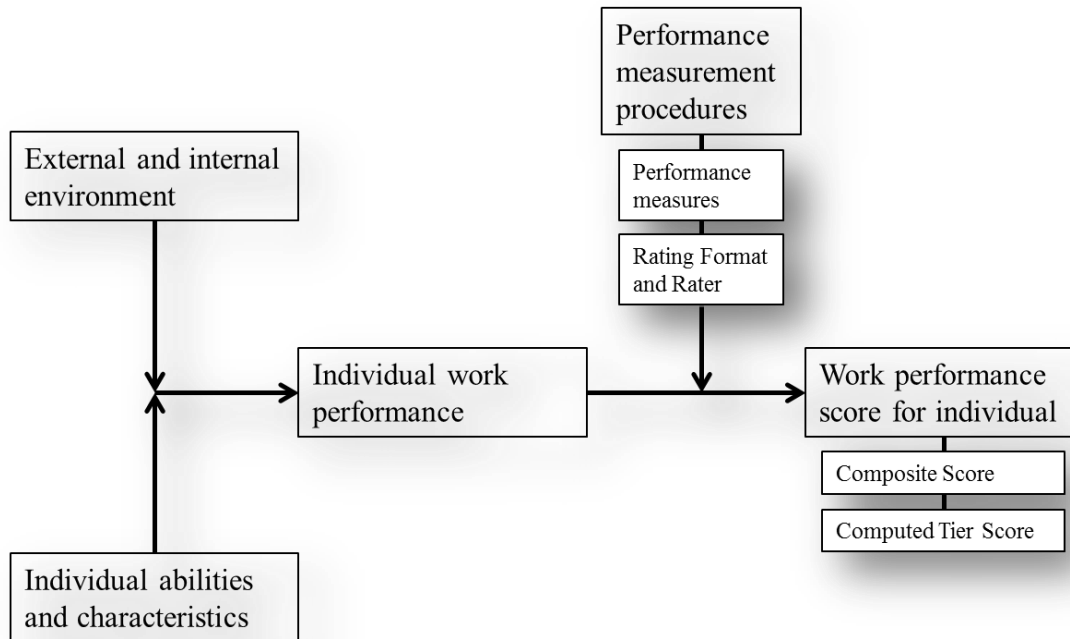 Performance
measurement
procedures
External and internal
environment
Performance
measures
Rating Format
and Rater
Individual work
performance
Work performance
score for individual
Composite Score
Computed Tier Score
Individual abilities
and characteristics